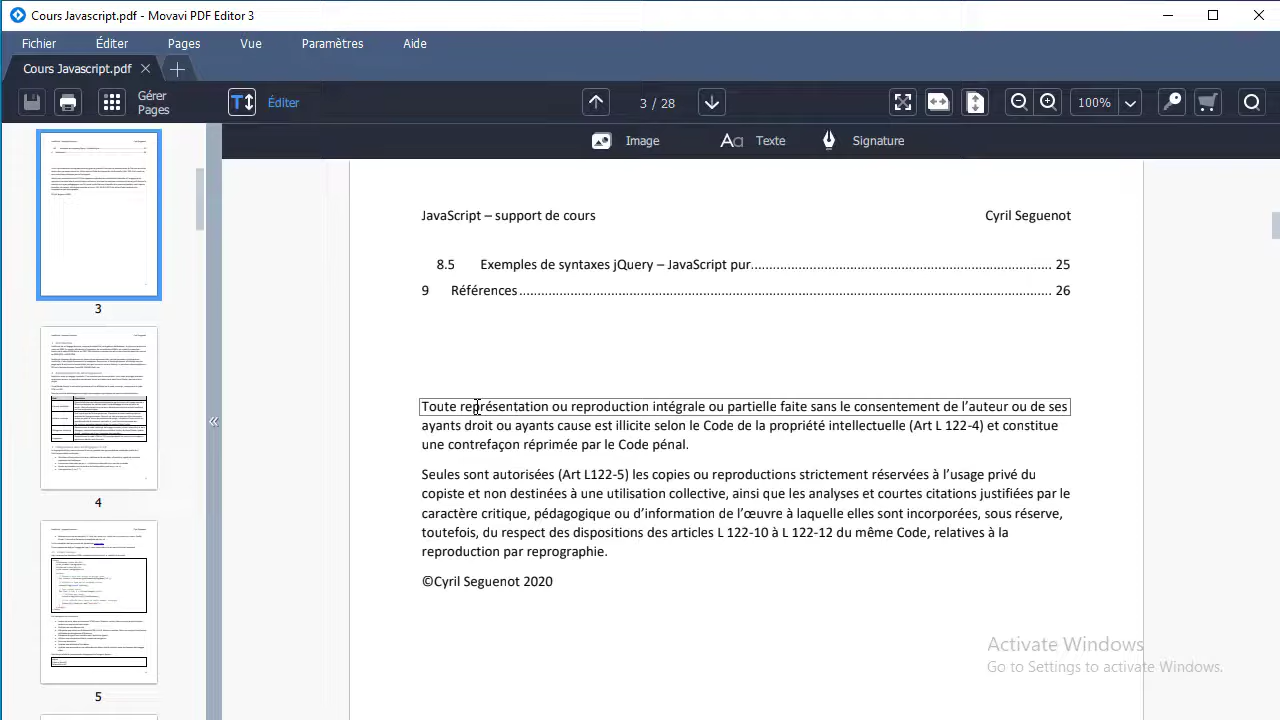 Cours Javascript.pdf - Movavi PDF Editor 3
Fichier Éditer Pages Vue Paramètres Aide
Cours Javascript.pdf
Gérer Pages
Éditer
3 / 28
100%
Image Texte Signature
JavaScript – support de cours Cyril Seguenot
8.5 Exemples de syntaxes jQuery – JavaScript pur 25
9 Références 26
Toute représentation ou reproduction intégrale ou partielle faite sans le consentement de l'auteur ou de ses
ayants droit ou ayants cause est illicite selon le Code de la propriété intellectuelle (Art L 122-4) et constitue
une contrefaçon réprimée par le Code pénal.
Seules sont autorisées (Art L122-5) les copies ou reproductions strictement réservées à l'usage privé du
copiste et non destinées à une utilisation collective, ainsi que les analyses et courtes citations justifiées par le
caractère critique, pédagogique ou d'information de l'œuvre à laquelle elles sont incorporées, sous réserve,
toutefois, du respect des dispositions des articles L 122-10 à L 122-12 du même Code, relatives à la
reproduction par reprographie.
©Cyril Seguenot 2020
3
4
5
Activate Windows
Go to Settings to activate Windows.